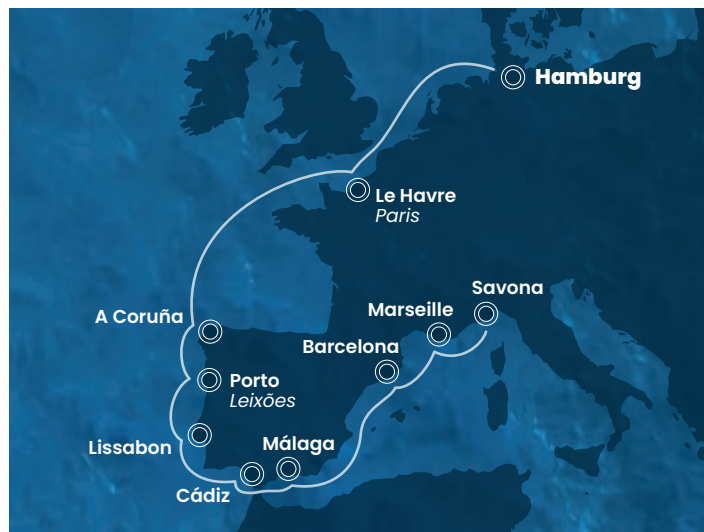 Hamburg
Le Havre
Paris
Savona
Marseille
A Coruña
Barcelona
Porto
Leixões
Lissabon
Málaga
Cádiz